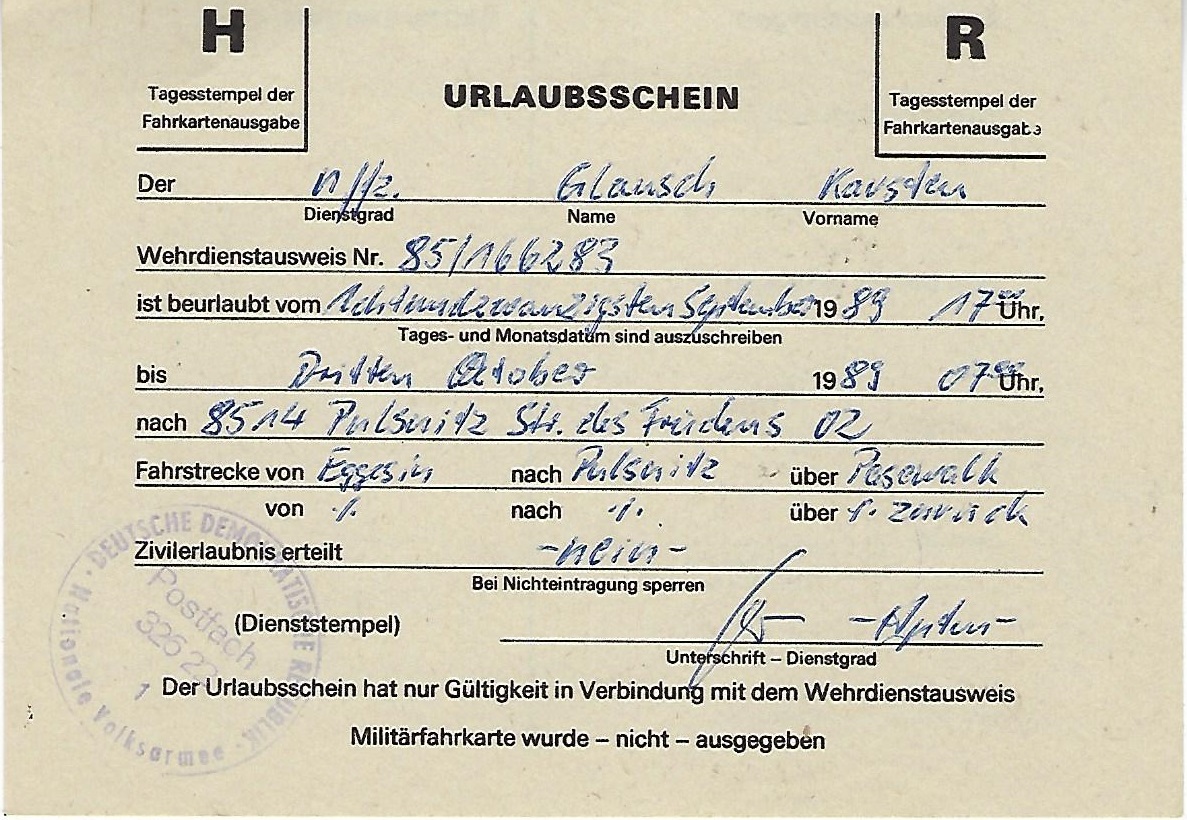 H
R
Tagesstempel der
Fahrkartenausgabe
URLAUBSSCHEIN
Tagesstempel der
Fahrkartenausgabe
Der Uffz. Glausch Karsten
Dienstgrad Name Vorname
Wehrdienstausweis Nr. 85/166283
ist beurlaubt vom Achtundzwanzigsten September 1989 17⁰⁰ Uhr.
Tages- und Monatsdatum sind auszuschreiben
bis Dritten Oktober 1989 07⁰⁰ Uhr.
nach 8514 Pulsnitz Str. des Friedens 02
Fahrstrecke von Eggesin nach Pulsnitz über Pasewalk
von ·/. nach ·/. über zurück
Zivilerlaubnis erteilt -nein-
Bei Nichteintragung sperren
(Dienststempel)
Unterschrift – Dienstgrad
Der Urlaubsschein hat nur Gültigkeit in Verbindung mit dem Wehrdienstausweis
Militärfahrkarte wurde – nicht – ausgegeben
DEUTSCHE DEMOKRATISCHE REPUBLIK
Nationale Volksarmee
Postfach